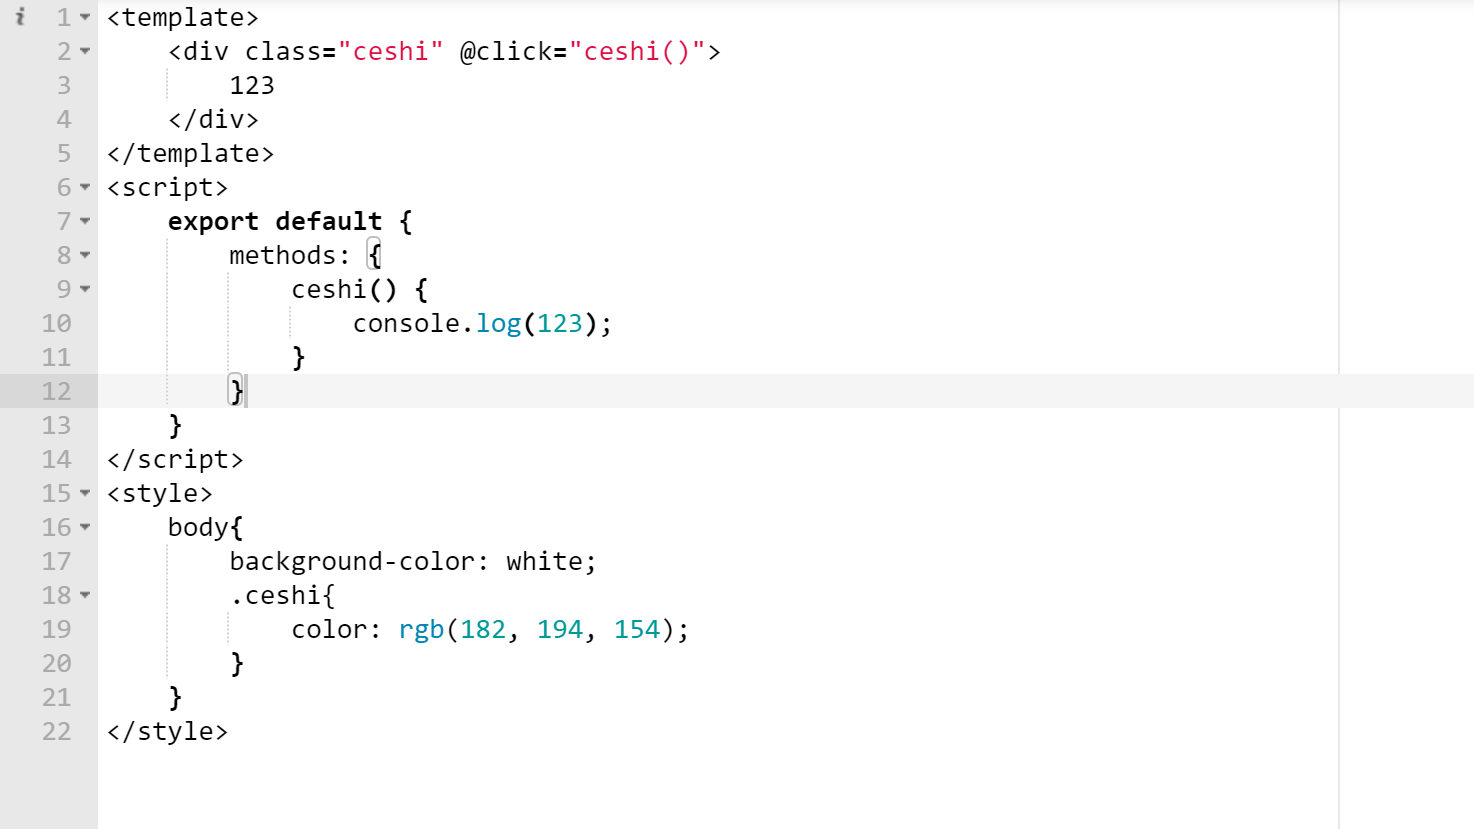 i 1 <template>
2 <div class="ceshi" @click="ceshi()">
3 123
4 </div>
5 </template>
6 <script>
7 export default {
8 methods: {
9 ceshi() {
10 console.log(123);
11 }
12 }
13 }
14 </script>
15 <style>
16 body{
17 background-color: white;
18 .ceshi{
19 color: rgb(182, 194, 154);
20 }
21 }
22 </style>